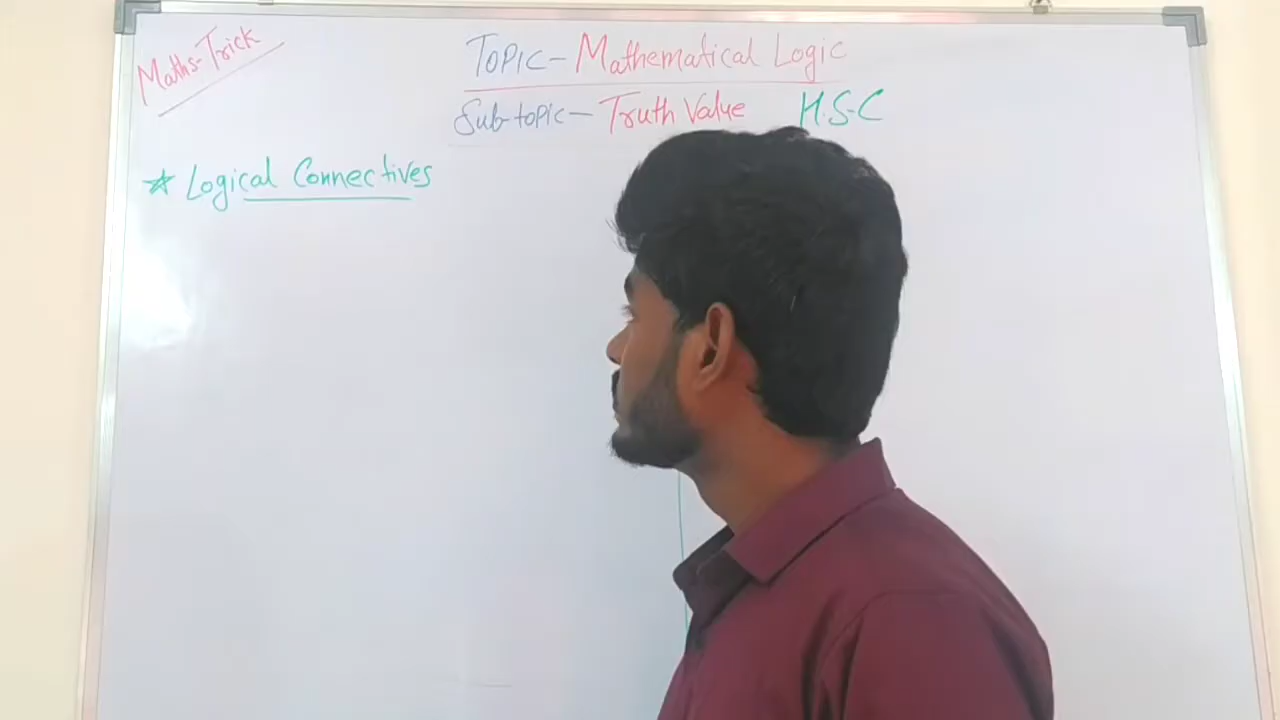 Maths-Trick
Topic - Mathematical Logic
Sub-topic - Truth Value H.S.C
☆ Logical Connectives